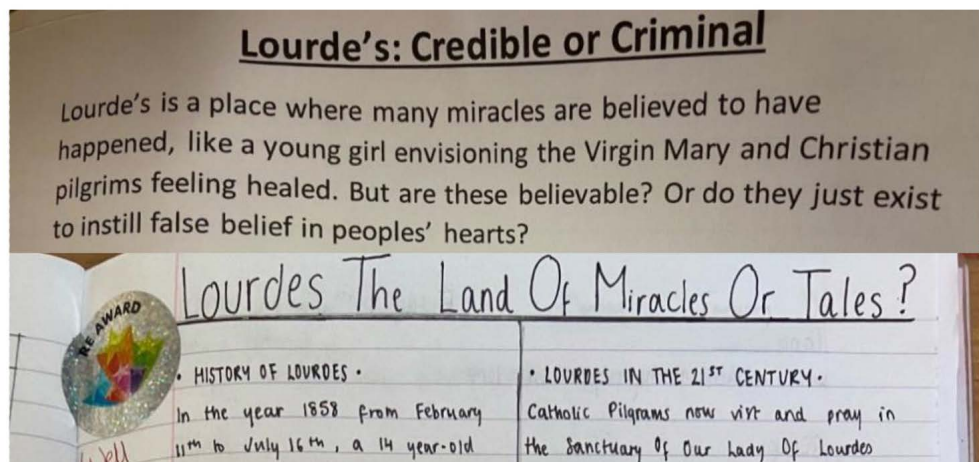 Lourde's: Credible or Criminal
Lourde's is a place where many miracles are believed to have
happened, like a young girl envisioning the Virgin Mary and Christian
pilgrims feeling healed. But are these believable? Or do they just exist
to instill false belief in peoples' hearts?
Lourdes The Land Of Miracles Or Tales?
RE AWARD
• HISTORY OF LOURDES •
In the year 1858 from February
11th to July 16th, a 14 year-old
Well
• LOURDES IN THE 21ST CENTURY •
Catholic Pilgrams now visit and pray in
the Sanctuary Of Our Lady Of Lourdes